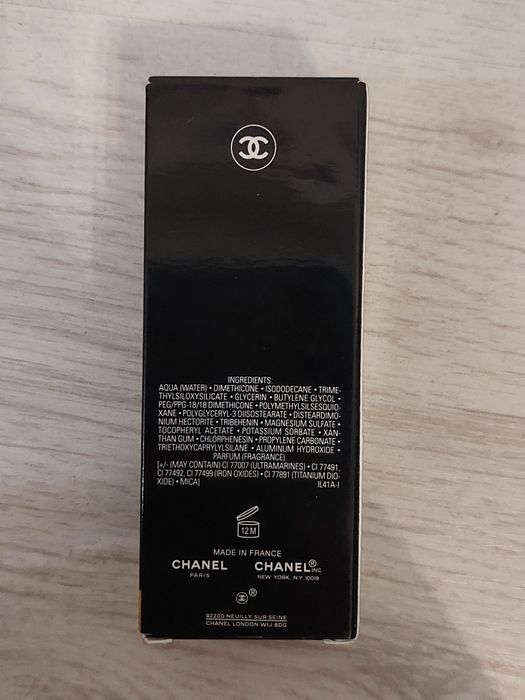 INGREDIENTS:
AQUA (WATER) • DIMETHICONE • ISODODECANE • TRIME-
THYLSILOXYSILICATE • GLYCERIN • BUTYLENE GLYCOL •
PEG/PPG-18/18 DIMETHICONE • POLYMETHYLSILSESQUIO-
XANE • POLYGLYCERYL-3 DIISOSTEARATE • DISTEARDIMO-
NIUM HECTORITE • TRIBEHENIN • MAGNESIUM SULFATE •
TOCOPHERYL ACETATE • POTASSIUM SORBATE • XAN-
THAN GUM • CHLORPHENESIN • PROPYLENE CARBONATE •
TRIETHOXYCAPRYLYLSILANE • ALUMINUM HYDROXIDE •
PARFUM (FRAGRANCE)
[+/- (MAY CONTAIN) CI 77007 (ULTRAMARINES) • CI 77491,
CI 77492, CI 77499 (IRON OXIDES) • CI 77891 (TITANIUM DIO-
XIDE) • MICA] IL41A-I
12 M
MADE IN FRANCE
CHANEL CHANEL® INC.
PARIS NEW YORK, N.Y. 10019
®
92200 NEUILLY SUR SEINE
CHANEL LONDON W1J 6DG